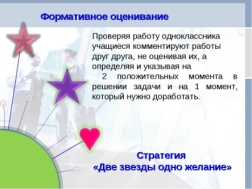 Формативное оценивание
Проверяя работу одноклассника
учащиеся комментируют работы
друг друга, не оценивая их, а
определяя и указывая на
2 положительных момента в
решении задачи и на 1 момент,
который нужно доработать.
Стратегия
«Две звезды одно желание»